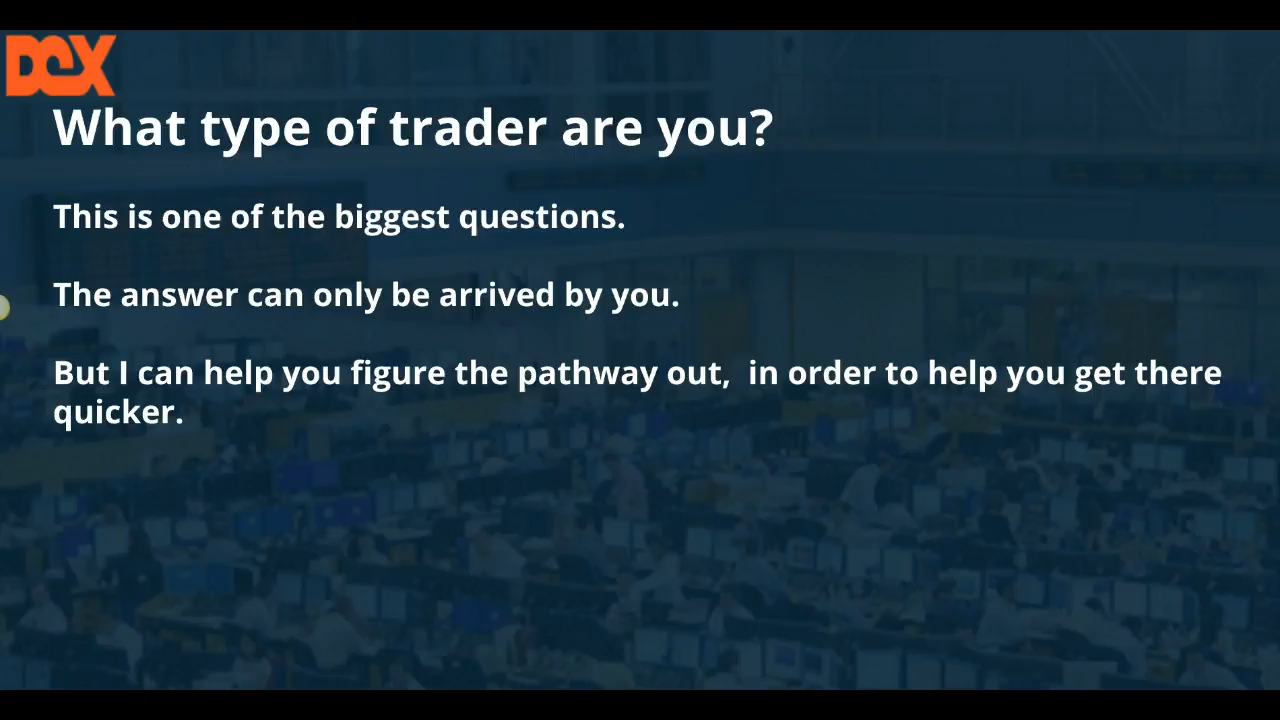 DEX
What type of trader are you?
This is one of the biggest questions.
The answer can only be arrived by you.
But I can help you figure the pathway out,  in order to help you get there
quicker.